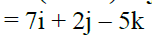 = 7i + 2j – 5k